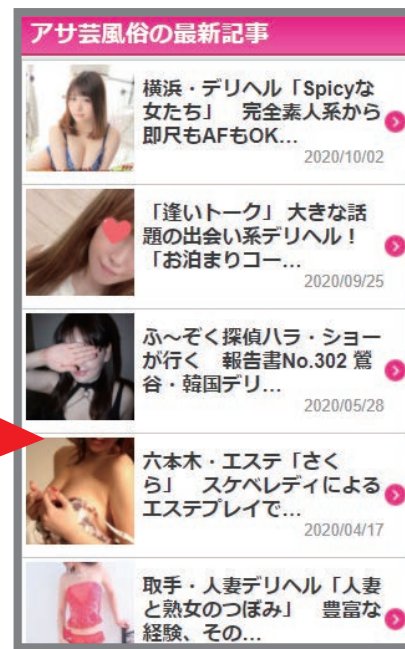 アサ芸風俗の最新記事
横浜・デリヘル「Spicyな
女たち」　完全素人系から
即尺もAFもOK…
2020/10/02
「逢いトーク」 大きな話
題の出会い系デリヘル！
「お泊まりコー…
2020/09/25
ふ～ぞく探偵ハラ・ショー
が行く　報告書No.302 鶯
谷・韓国デリ…
2020/05/28
六本木・エステ「さく
ら」　スケベレディによる
エステプレイで…
2020/04/17
取手・人妻デリヘル「人妻
と熟女のつぼみ」　豊富な
経験、その…